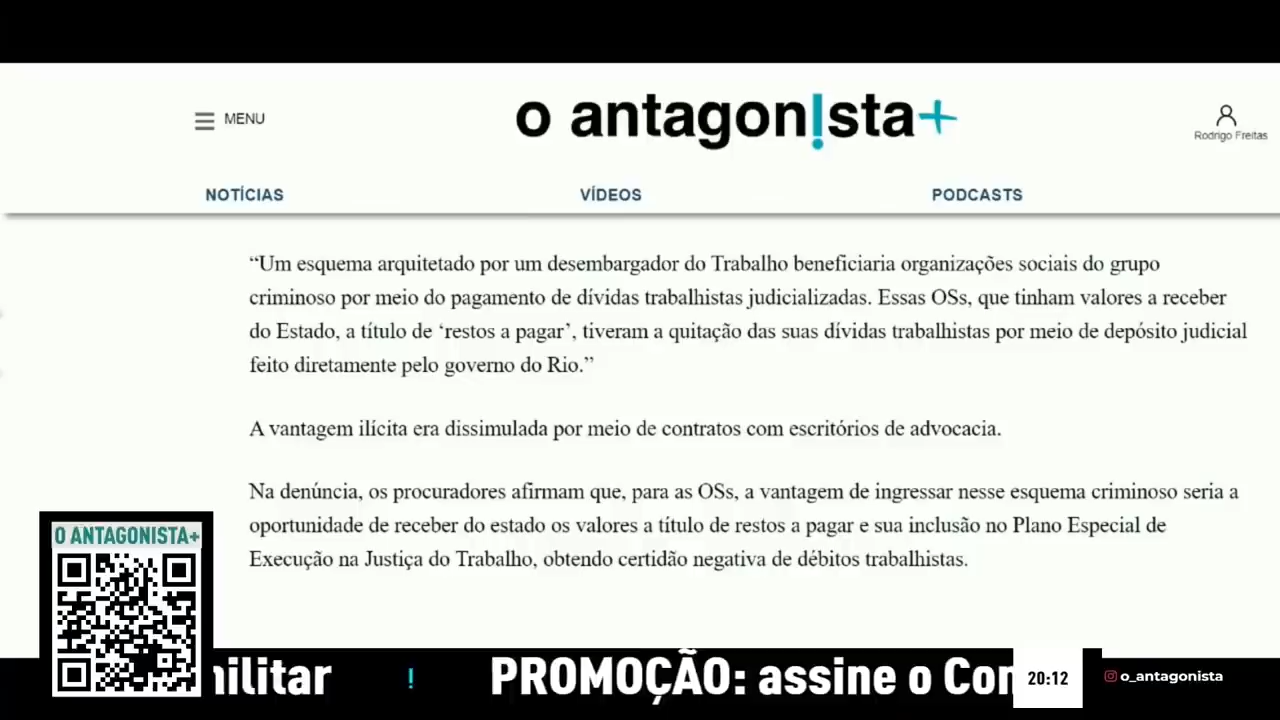 MENU
o antagon!sta+
Rodrigo Freitas
NOTÍCIAS
VÍDEOS
PODCASTS
“Um esquema arquitetado por um desembargador do Trabalho beneficiaria organizações sociais do grupo
criminoso por meio do pagamento de dívidas trabalhistas judicializadas. Essas OSs, que tinham valores a receber
do Estado, a título de ‘restos a pagar’, tiveram a quitação das suas dívidas trabalhistas por meio de depósito judicial
feito diretamente pelo governo do Rio.”
A vantagem ilícita era dissimulada por meio de contratos com escritórios de advocacia.
Na denúncia, os procuradores afirmam que, para as OSs, a vantagem de ingressar nesse esquema criminoso seria a
oportunidade de receber do estado os valores a título de restos a pagar e sua inclusão no Plano Especial de
Execução na Justiça do Trabalho, obtendo certidão negativa de débitos trabalhistas.
O ANTAGONISTA+
militar ! PROMOÇÃO: assine o Com
20:12
o_antagonista